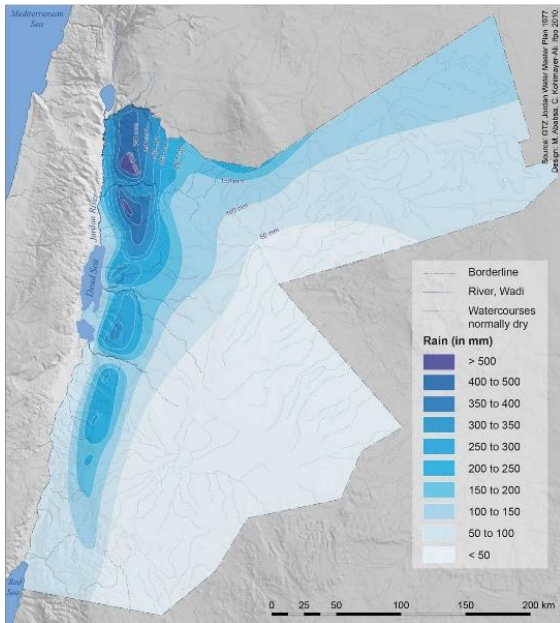 Mediterranean
Sea
Source: GTZ Jordan Water Master Plan 1977
Design: M. Ababsa, C. Kohlmayer-Ali. Ifpo 2010.
Jordan River
Dead Sea
100 mm
50 mm
Borderline
River, Wadi
Watercourses
normally dry
Rain (in mm)
> 500
400 to 500
350 to 400
300 to 350
250 to 300
200 to 250
150 to 200
100 to 150
50 to 100
< 50
Red
Sea
0 25 50 100 150 200 km